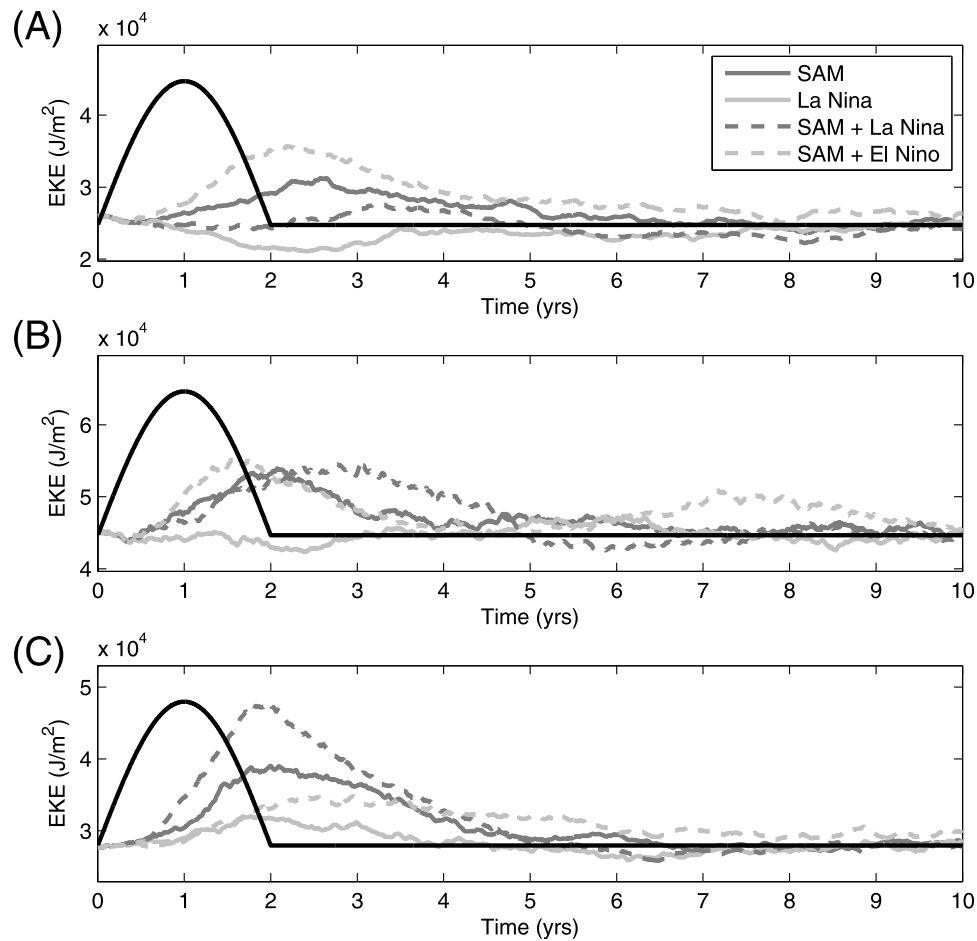 (A)
x 10^4
EKE (J/m^2)
4
3
2
SAM
La Nina
SAM + La Nina
SAM + El Nino
0 1 2 3 4 5 6 7 8 9 10
Time (yrs)
(B)
x 10^4
EKE (J/m^2)
6
5
4
0 1 2 3 4 5 6 7 8 9 10
Time (yrs)
(C)
x 10^4
EKE (J/m^2)
5
4
3
0 1 2 3 4 5 6 7 8 9 10
Time (yrs)